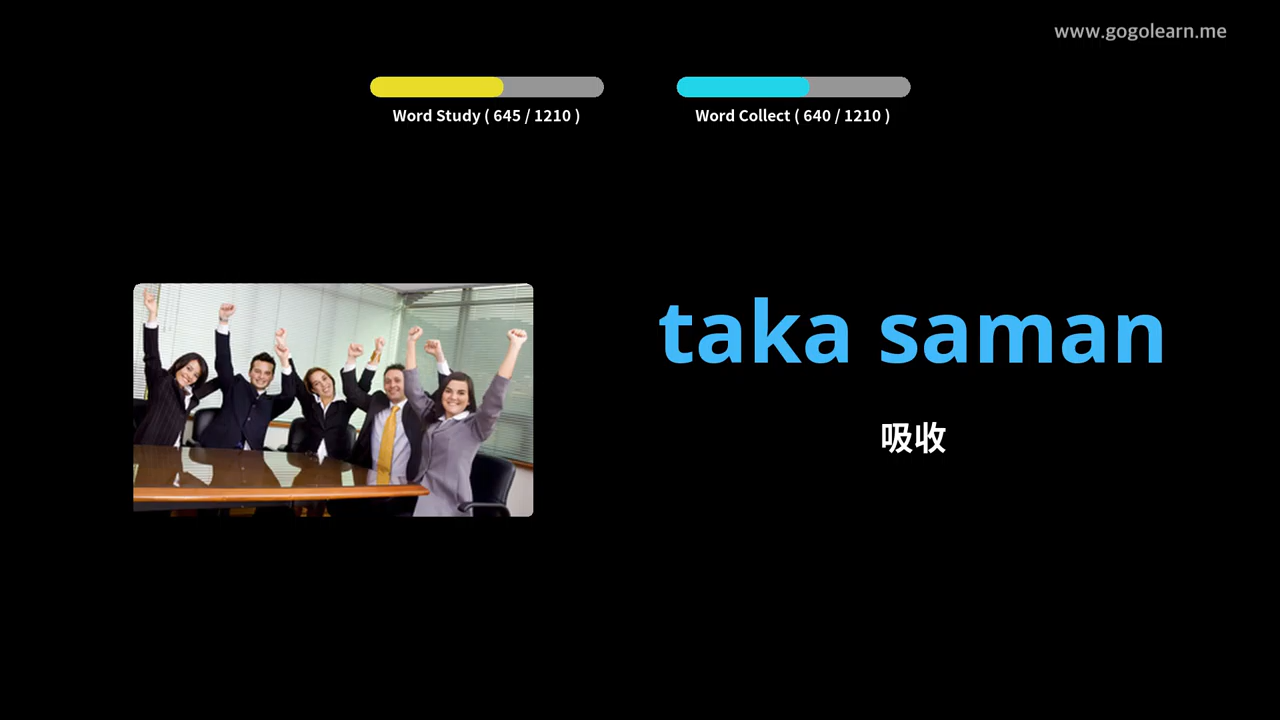 www.gogolearn.me
Word Study ( 645 / 1210 )
Word Collect ( 640 / 1210 )
taka saman
吸收